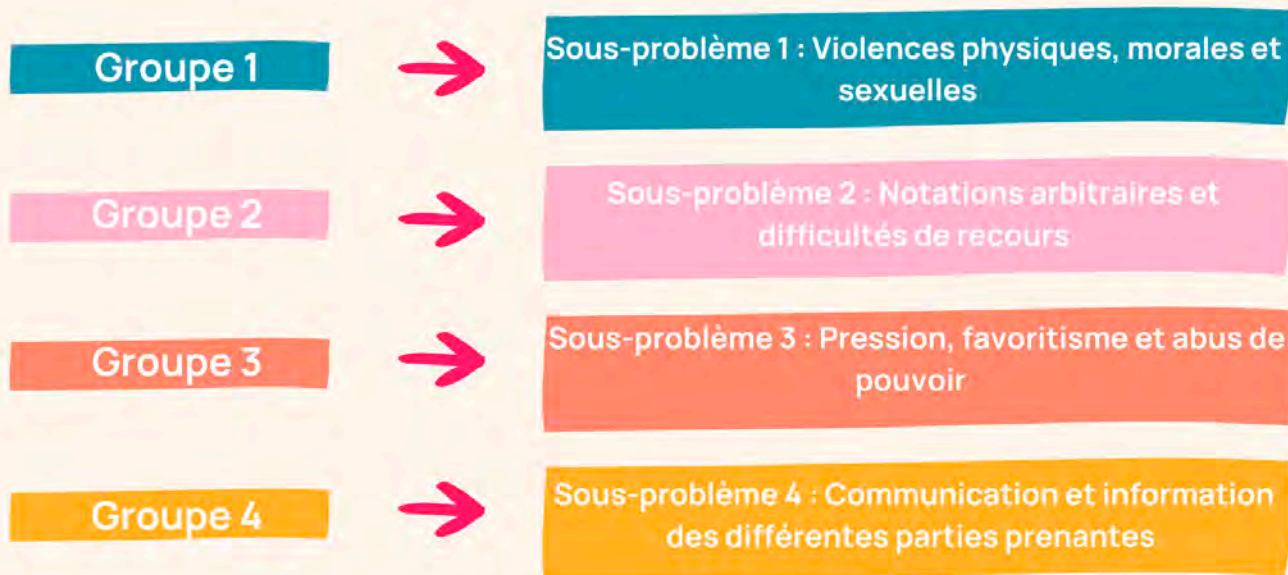 Groupe 1
Sous-problème 1 : Violences physiques, morales et
sexuelles
Groupe 2
Sous-problème 2 : Notations arbitraires et
difficultés de recours
Groupe 3
Sous-problème 3 : Pression, favoritisme et abus de
pouvoir
Groupe 4
Sous-problème 4 : Communication et information
des différentes parties prenantes